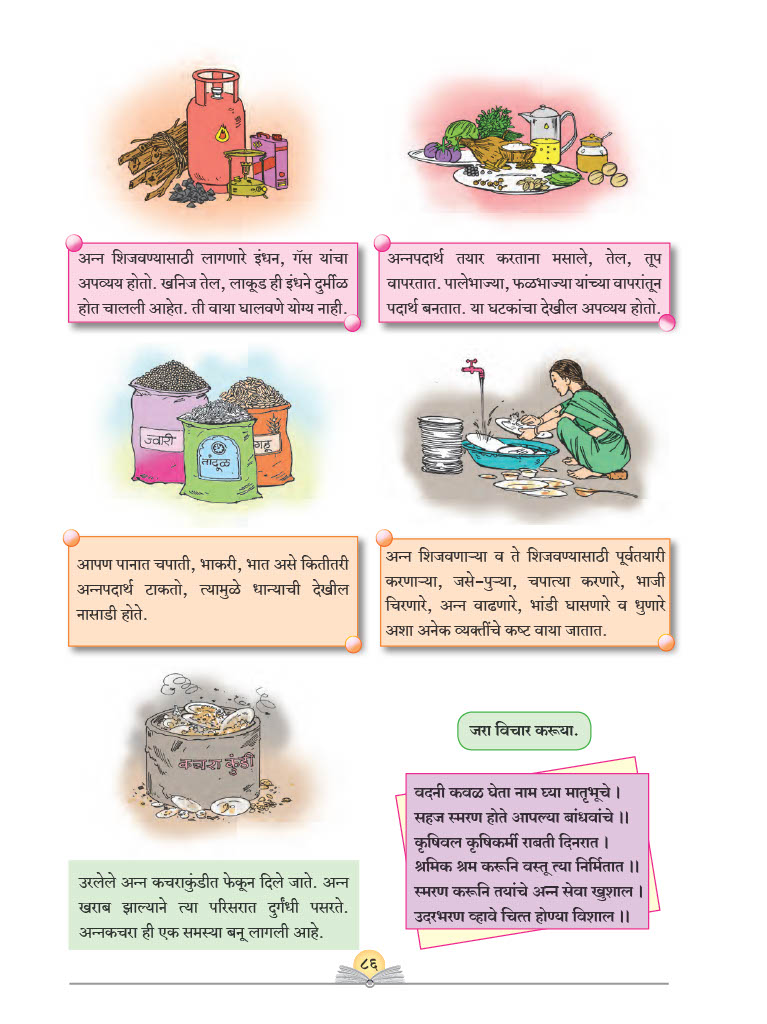 अन्न शिजवण्यासाठी लागणारे इंधन, गॅस यांचा
अपव्यय होतो. खनिज तेल, लाकूड ही इंधने दुर्मीळ
होत चालली आहेत. ती वाया घालवणे योग्य नाही.
अन्नपदार्थ तयार करताना मसाले, तेल, तूप
वापरतात. पालेभाज्या, फळभाज्या यांच्या वापरांतून
पदार्थ बनतात. या घटकांचा देखील अपव्यय होतो.
ज्वारी
तांदूळ
गहू
आपण पानात चपाती, भाकरी, भात असे कितीतरी
अन्नपदार्थ टाकतो, त्यामुळे धान्याची देखील
नासाडी होते.
अन्न शिजवणाऱ्या व ते शिजवण्यासाठी पूर्वतयारी
करणाऱ्या, जसे-पुऱ्या, चपात्या करणारे, भाजी
चिरणारे, अन्न वाढणारे, भांडी घासणारे व धुणारे
अशा अनेक व्यक्तींचे कष्ट वाया जातात.
कचरा कुंडी
उरलेले अन्न कचराकुंडीत फेकून दिले जाते. अन्न
खराब झाल्याने त्या परिसरात दुर्गंधी पसरते.
अन्नकचरा ही एक समस्या बनू लागली आहे.
जरा विचार करूया.
वदनी कवळ घेता नाम घ्या मातृभूचे ।
सहज स्मरण होते आपल्या बांधवांचे ।।
कृषिवल कृषिकर्मी राबती दिनरात ।
श्रमिक श्रम करूनि वस्तू त्या निर्मितात ।।
स्मरण करूनि तयांचे अन्न सेवा खुशाल ।
उदरभरण व्हावे चित्त होण्या विशाल ।।
८६